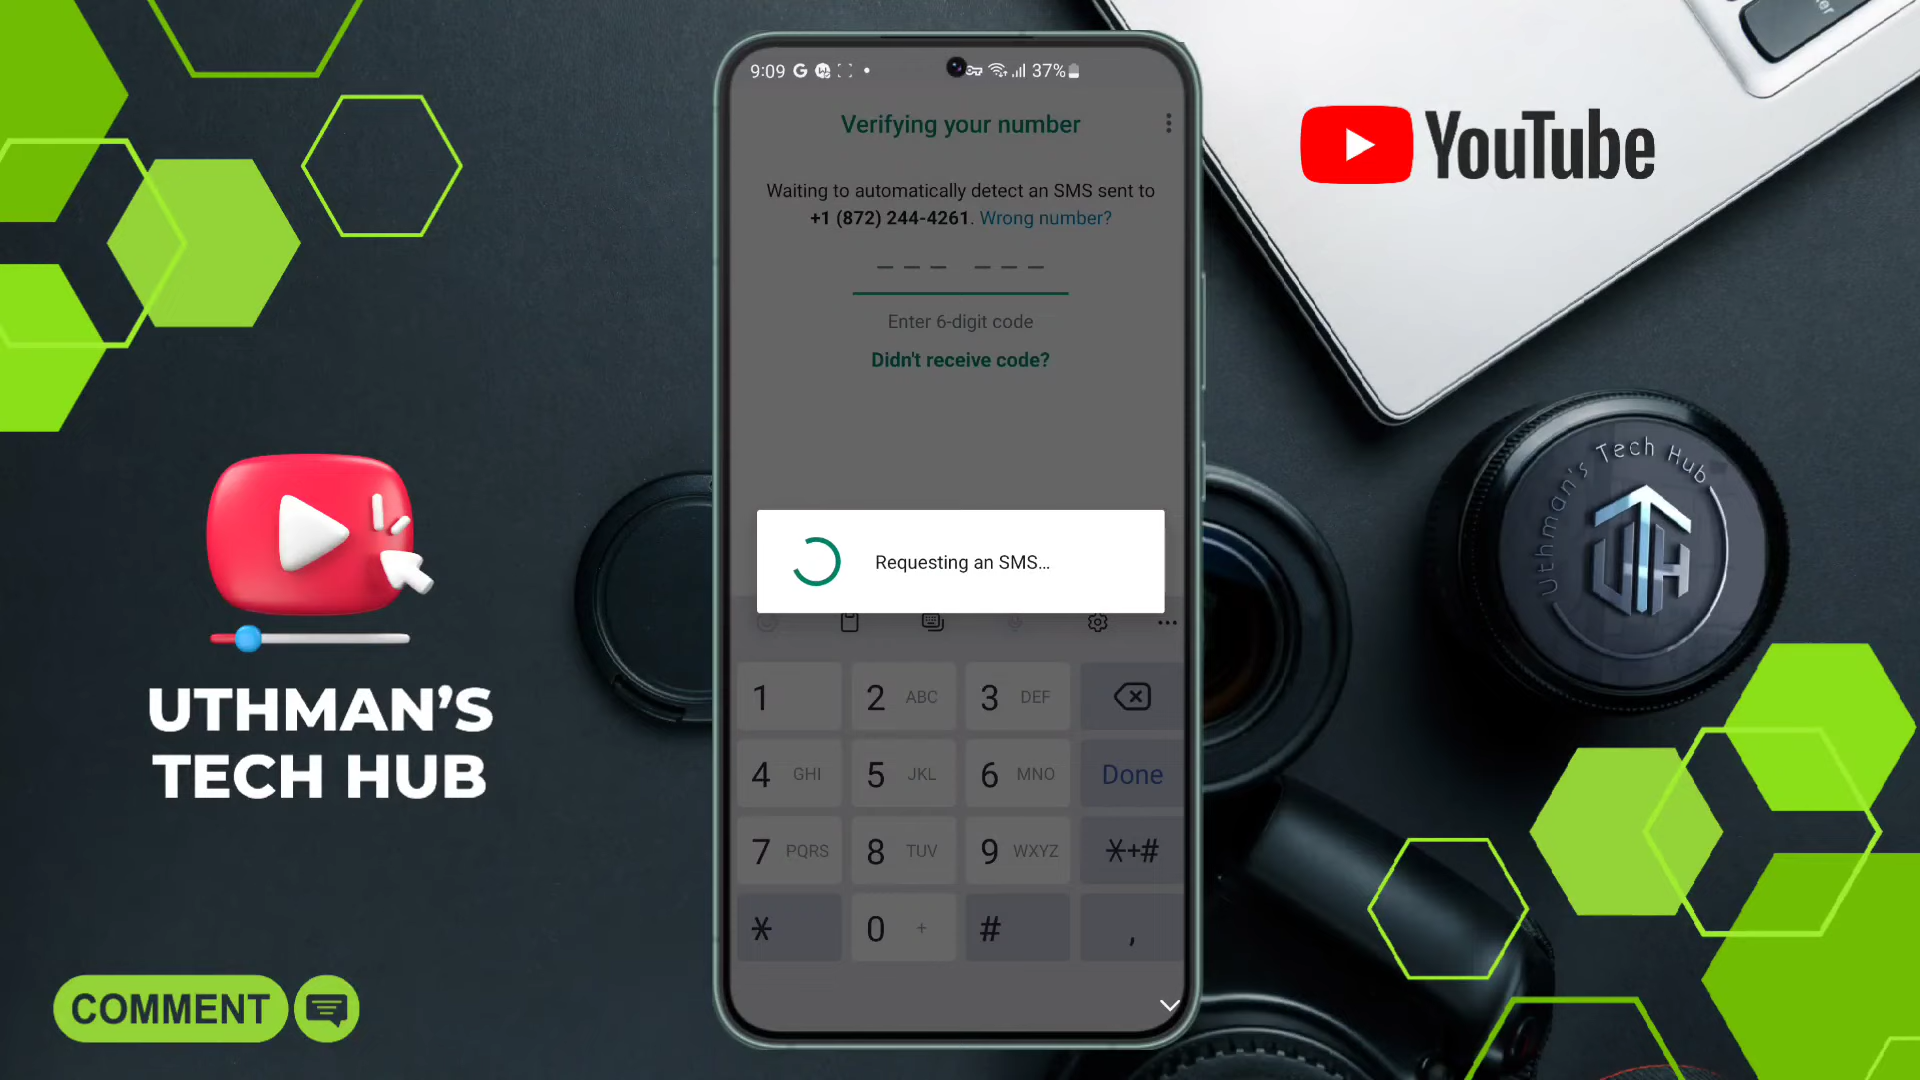 9:09
37%
Verifying your number
Waiting to automatically detect an SMS sent to
+1 (872) 244-4261. Wrong number?
Enter 6-digit code
Didn't receive code?
Requesting an SMS...
1
2 ABC
3 DEF
4 GHI
5 JKL
6 MNO
Done
7 PQRS
8 TUV
9 WXYZ
*+#
*
0 +
#
,
YouTube
Uthman's Tech Hub
UTH
UTHMAN'S
TECH HUB
COMMENT